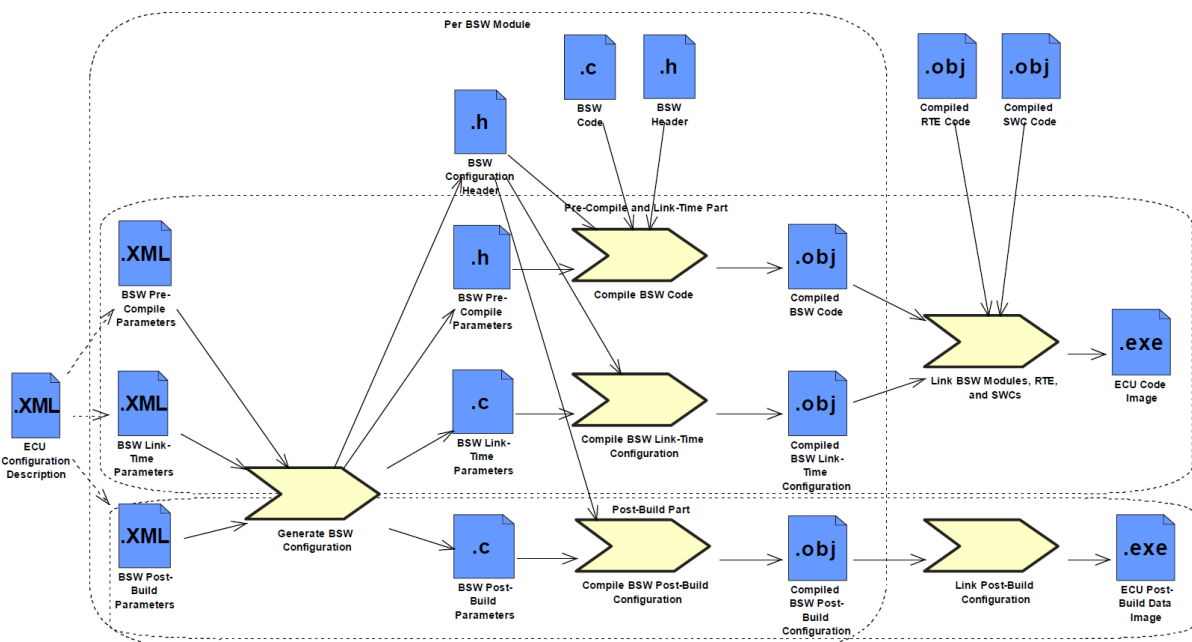 Per BSW Module
.c
BSW
Code
.h
BSW
Header
.obj
Compiled
RTE Code
.obj
Compiled
SWC Code
.h
BSW
Configuration
Header
Pre-Compile and Link-Time Part
.XML
BSW Pre-
Compile
Parameters
.h
BSW Pre-
Compile
Parameters
Compile BSW Code
.obj
Compiled
BSW Code
Link BSW Modules, RTE,
and SWCs
.exe
ECU Code
Image
.XML
ECU
Configuration
Description
.XML
BSW Link-
Time
Parameters
.c
BSW Link-
Time
Parameters
Compile BSW Link-Time
Configuration
.obj
Compiled
BSW Link-
Time
Configuration
Generate BSW
Configuration
Post-Build Part
.XML
BSW Post-
Build
Parameters
.c
BSW Post-
Build
Parameters
Compile BSW Post-Build
Configuration
.obj
Compiled
BSW Post-
Build
Configuration
Link Post-Build
Configuration
.exe
ECU Post-
Build Data
Image